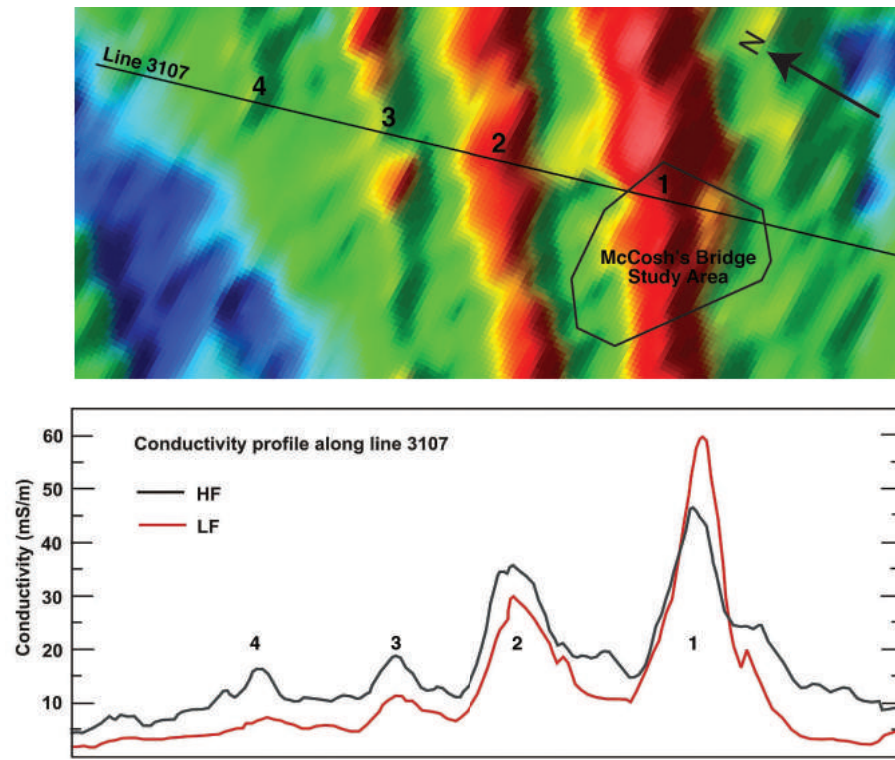 Line 3107
N
4
3
2
1
McCosh's Bridge
Study Area
Conductivity profile along line 3107
HF
LF
Conductivity (mS/m)
60
50
40
30
20
10
4
3
2
1